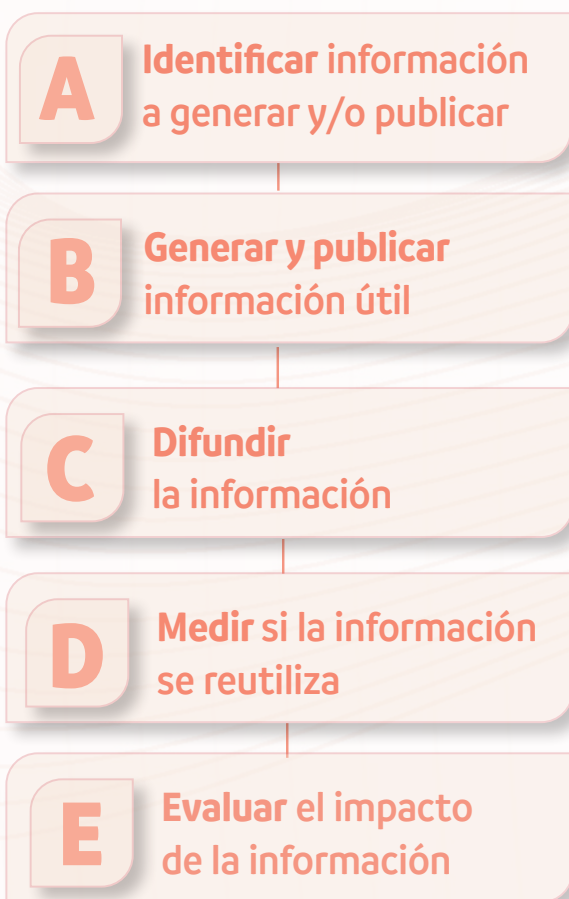 A
Identificar información
a generar y/o publicar
B
Generar y publicar
información útil
C
Difundir
la información
D
Medir si la información
se reutiliza
E
Evaluar el impacto
de la información